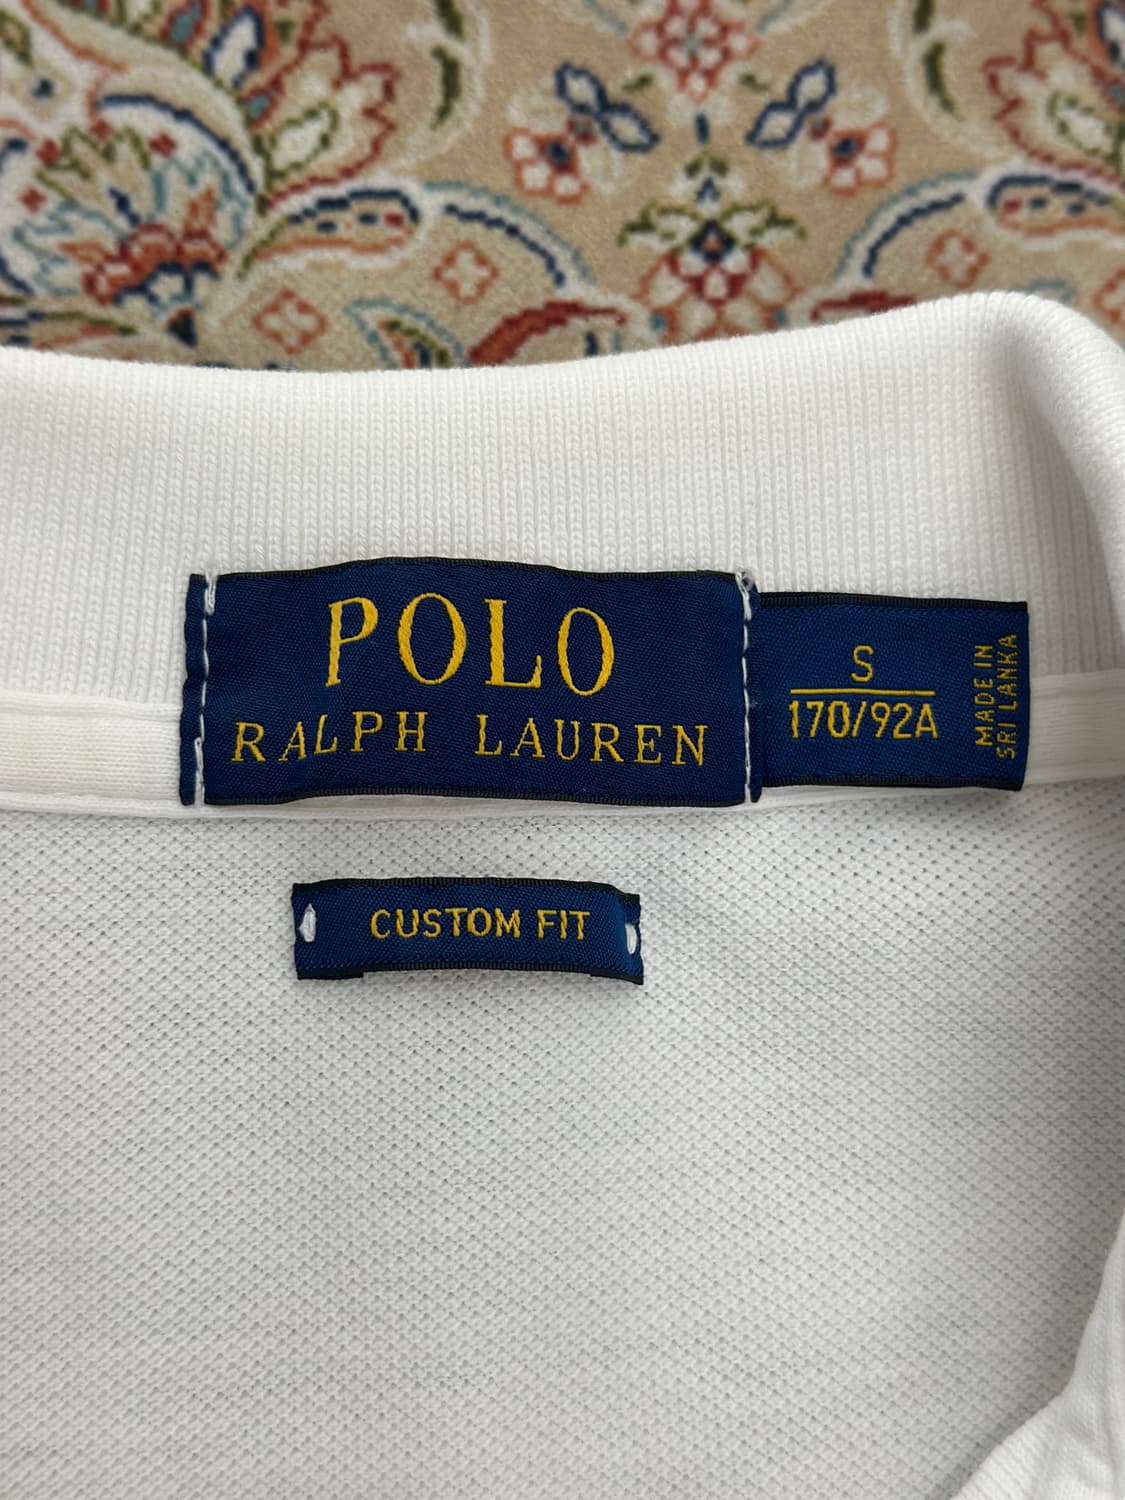 POLO
RALPH LAUREN
S
170/92A
MADE IN
SRI LANKA
CUSTOM FIT